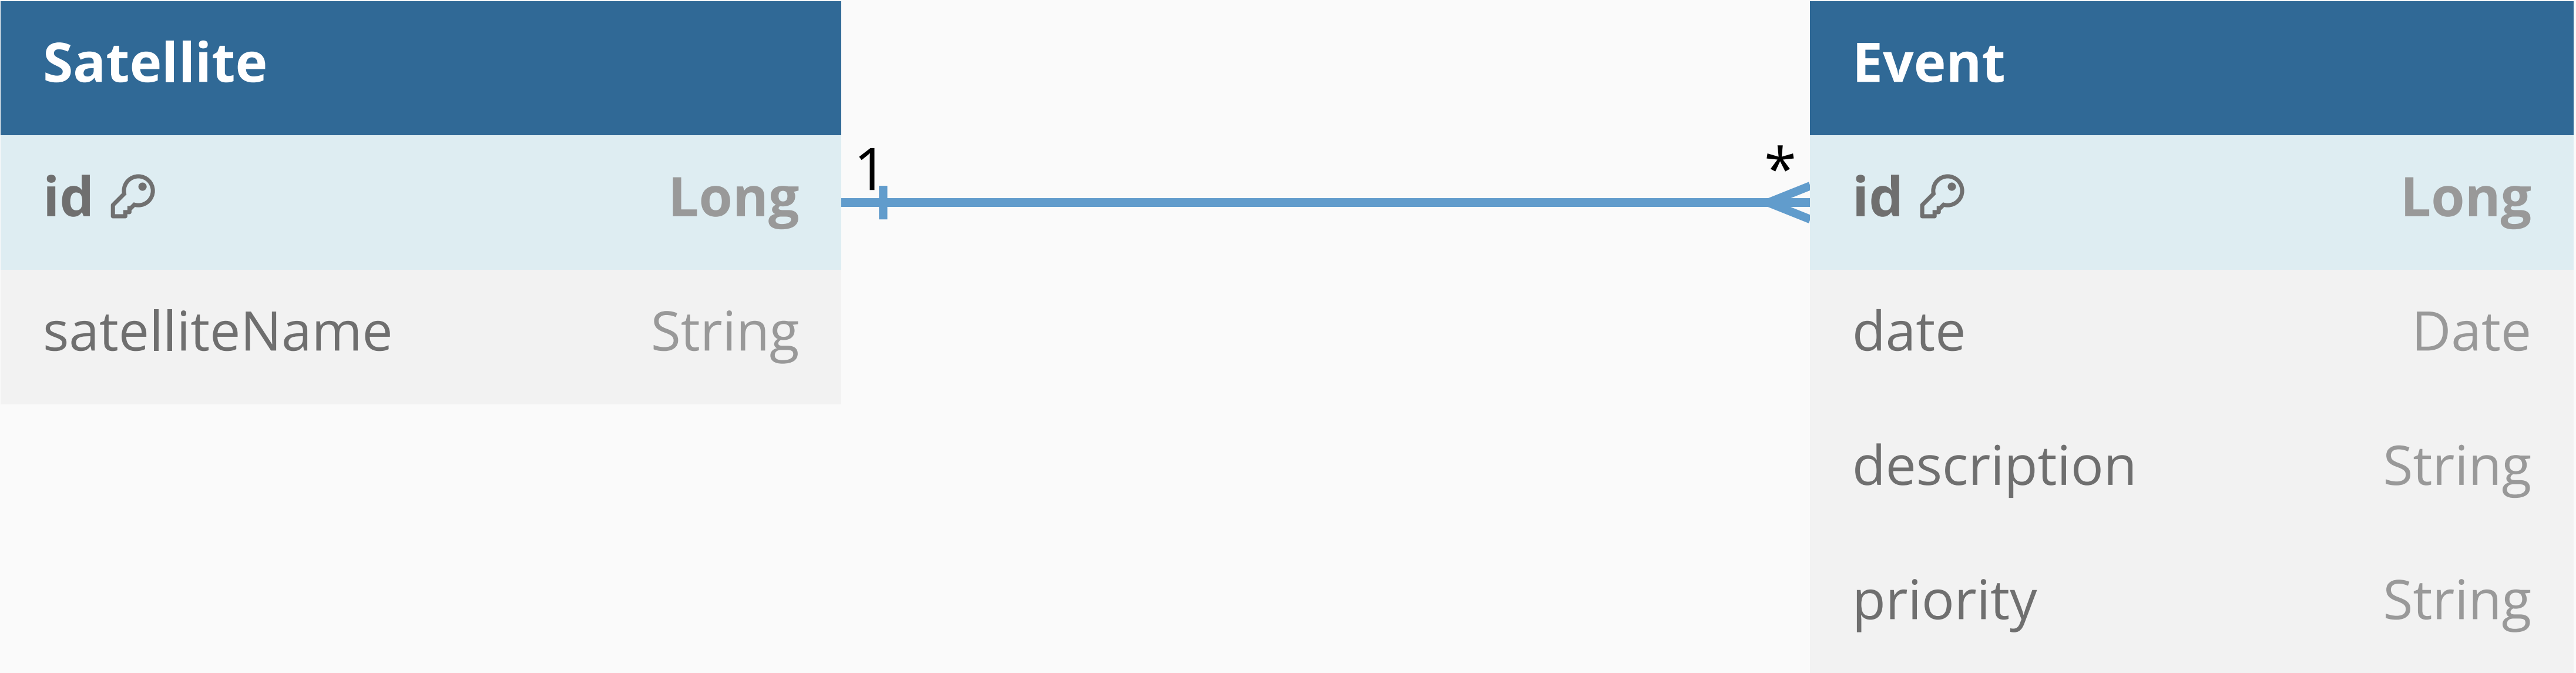 Satellite
id Long
satelliteName String
1
*
Event
id Long
date Date
description String
priority String